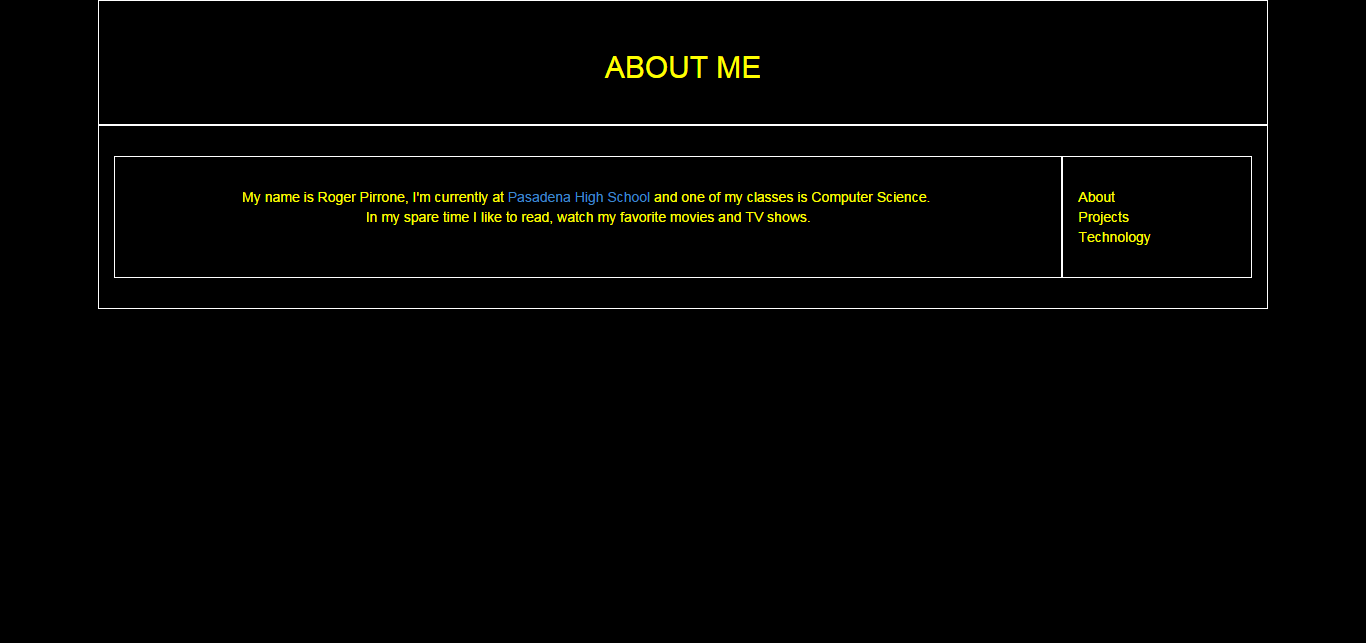 ABOUT ME
My name is Roger Pirrone, I'm currently at Pasadena High School and one of my classes is Computer Science.
In my spare time I like to read, watch my favorite movies and TV shows.
About
Projects
Technology